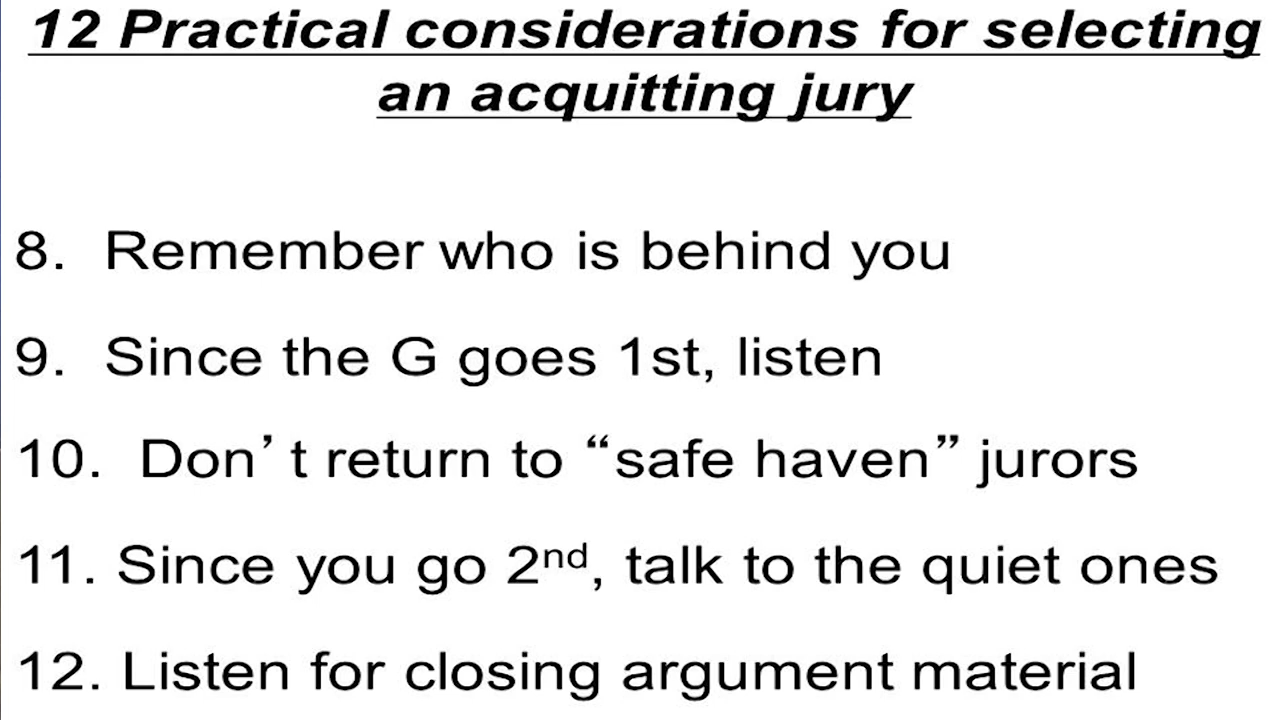 12 Practical considerations for selecting
an acquitting jury
8. Remember who is behind you
9. Since the G goes 1st, listen
10. Don’t return to “safe haven” jurors
11. Since you go 2nd, talk to the quiet ones
12. Listen for closing argument material